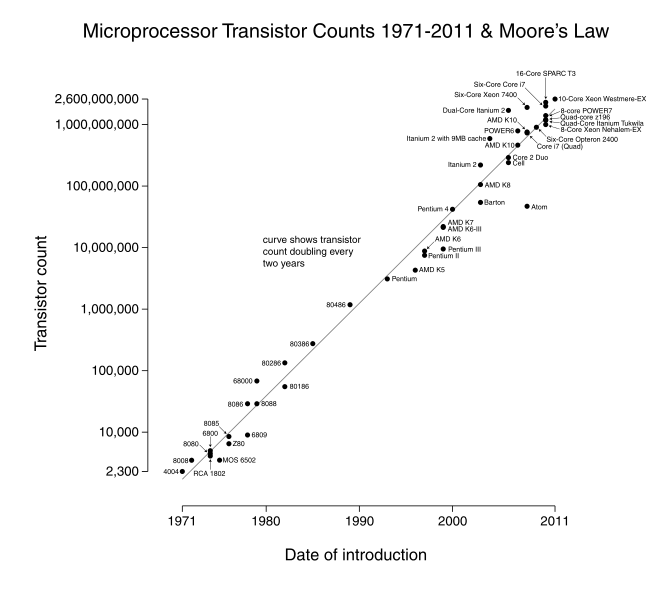 Microprocessor Transistor Counts 1971-2011 & Moore's Law
16-Core SPARC T3
Six-Core Core i7
Six-Core Xeon 7400
10-Core Xeon Westmere-EX
Dual-Core Itanium 2
8-core POWER7
Quad-core z196
AMD K10
Quad-Core Itanium Tukwila
POWER6
8-Core Xeon Nehalem-EX
Itanium 2 with 9MB cache
Six-Core Opteron 2400
AMD K10
Core i7 (Quad)
Core 2 Duo
Itanium 2
Cell
AMD K8
Barton
Atom
Pentium 4
AMD K7
AMD K6-III
curve shows transistor
count doubling every
two years
AMD K6
Pentium III
Pentium II
AMD K5
Pentium
80486
80386
80286
68000
80186
8086
8088
8085
6800
6809
8080
Z80
8008
MOS 6502
4004
RCA 1802
2,600,000,000
1,000,000,000
100,000,000
10,000,000
1,000,000
100,000
10,000
2,300
Transistor count
1971
1980
1990
2000
2011
Date of introduction